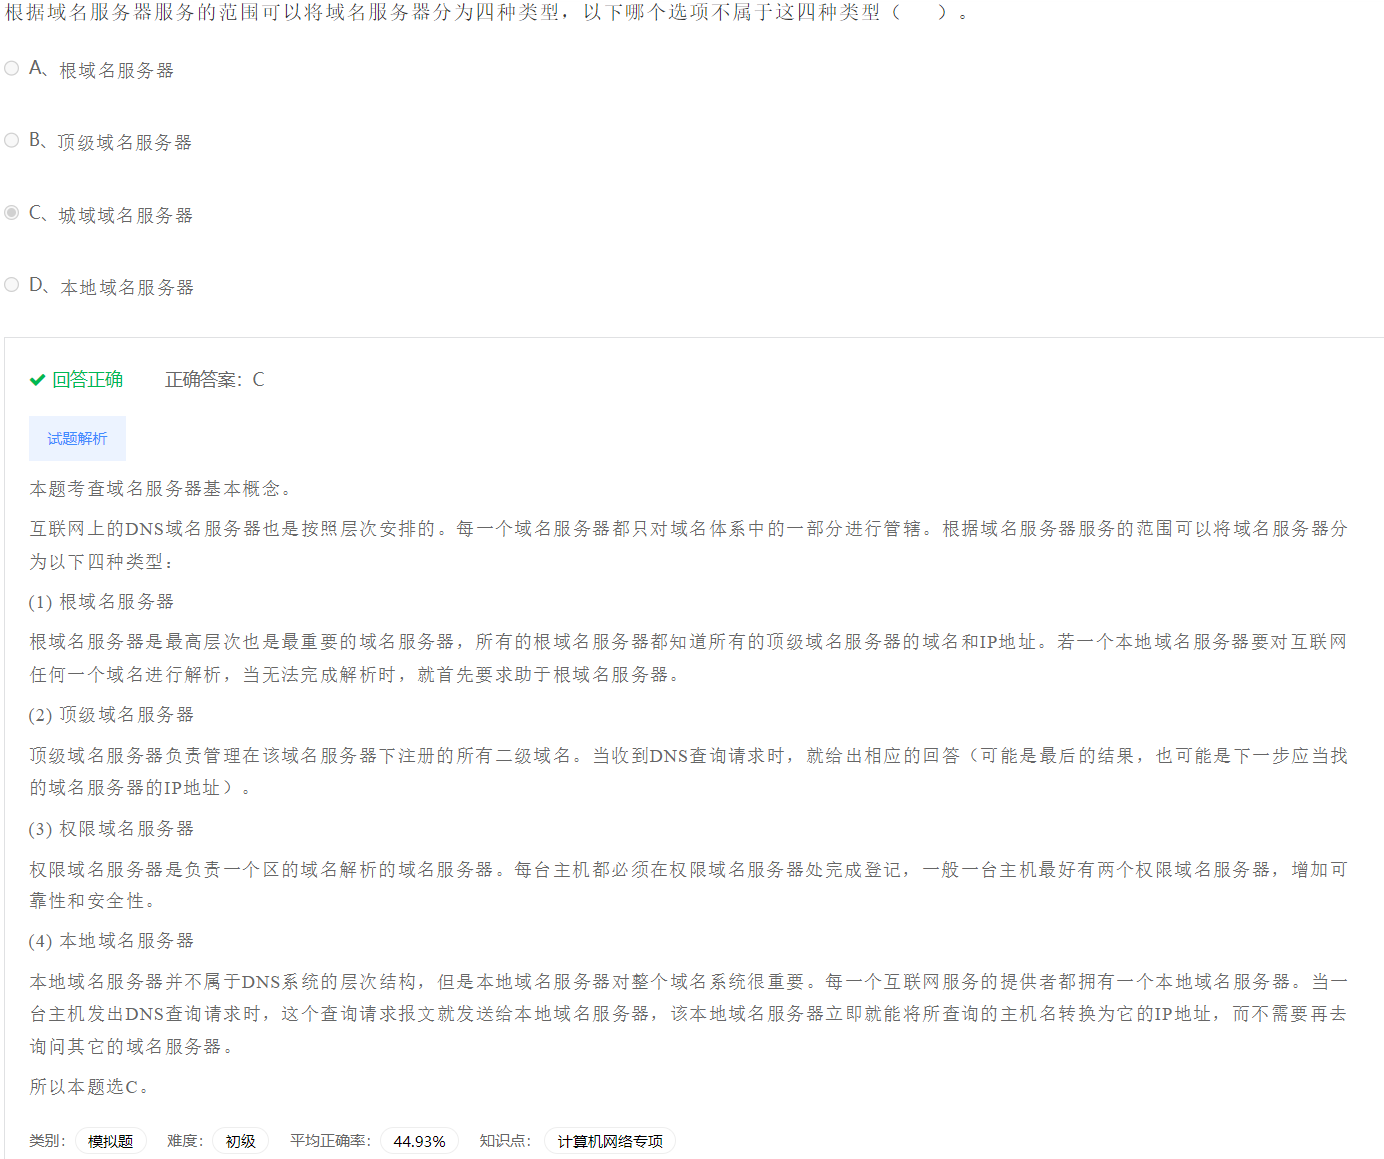 根据域名服务器服务的范围可以将域名服务器分为四种类型，以下哪个选项不属于这四种类型（　　）。
A、根域名服务器
B、顶级域名服务器
C、城域域名服务器
D、本地域名服务器
回答正确 正确答案：C
试题解析
本题考查域名服务器基本概念。
互联网上的DNS域名服务器也是按照层次安排的。每一个域名服务器都只对域名体系中的一部分进行管辖。根据域名服务器服务的范围可以将域名服务器分
为以下四种类型：
(1) 根域名服务器
根域名服务器是最高层次也是最重要的域名服务器，所有的根域名服务器都知道所有的顶级域名服务器的域名和IP地址。若一个本地域名服务器要对互联网
任何一个域名进行解析，当无法完成解析时，就首先要求助于根域名服务器。
(2) 顶级域名服务器
顶级域名服务器负责管理在该域名服务器下注册的所有二级域名。当收到DNS查询请求时，就给出相应的回答（可能是最后的结果，也可能是下一步应当找
的域名服务器的IP地址）。
(3) 权限域名服务器
权限域名服务器是负责一个区的域名解析的域名服务器。每台主机都必须在权限域名服务器处完成登记，一般一台主机最好有两个权限域名服务器，增加可
靠性和安全性。
(4) 本地域名服务器
本地域名服务器并不属于DNS系统的层次结构，但是本地域名服务器对整个域名系统很重要。每一个互联网服务的提供者都拥有一个本地域名服务器。当一
台主机发出DNS查询请求时，这个查询请求报文就发送给本地域名服务器，该本地域名服务器立即就能将所查询的主机名转换为它的IP地址，而不需要再去
询问其它的域名服务器。
所以本题选C。
类别： 模拟题 难度： 初级 平均正确率： 44.93% 知识点： 计算机网络专项